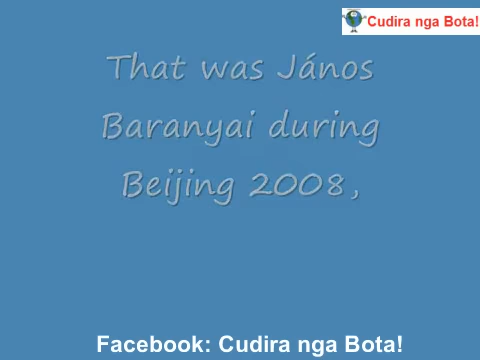 Cudira nga Bota!
That was János
Baranyai during
Beijing 2008,
Facebook: Cudira nga Bota!